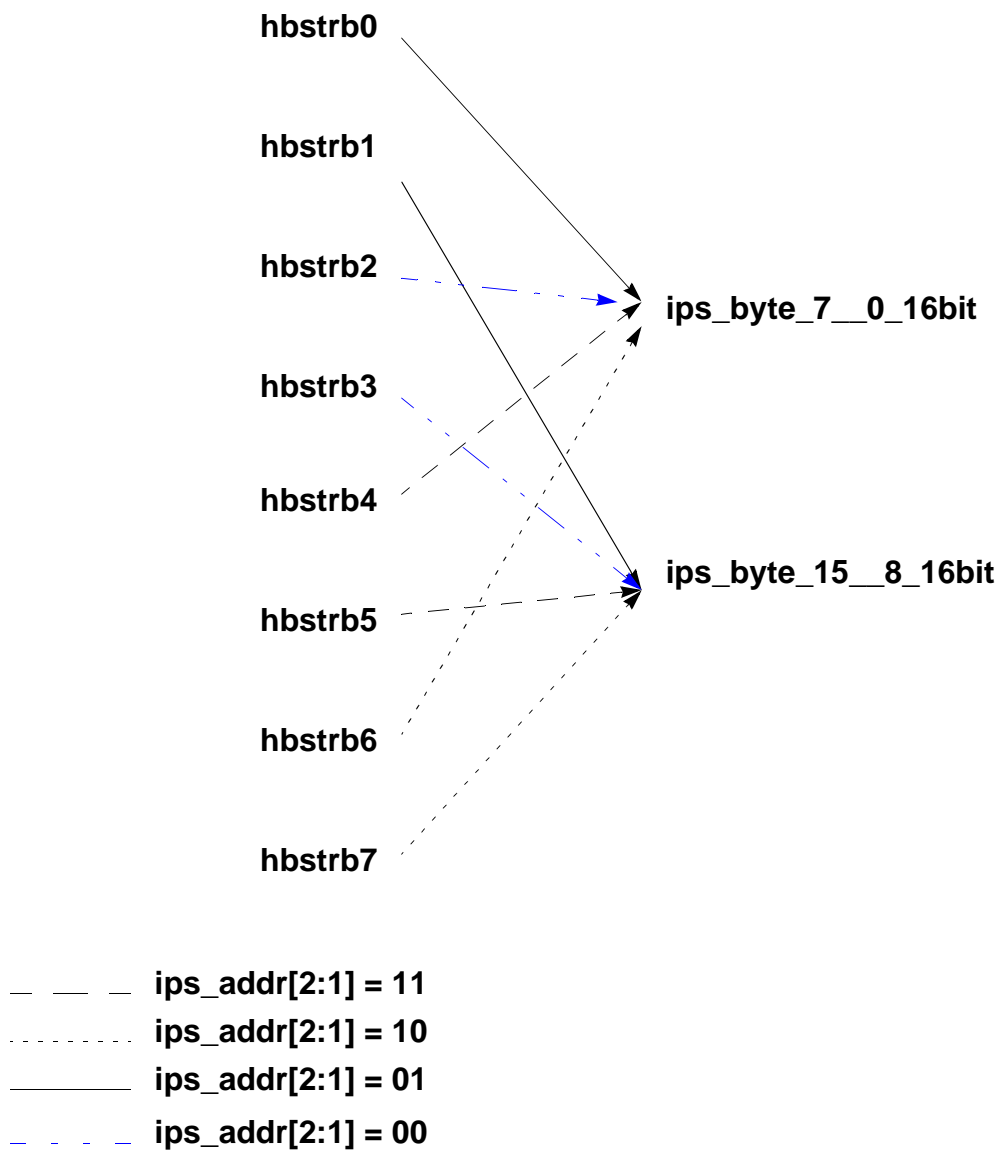 hbstrb0
hbstrb1
hbstrb2
ips_byte_7__0_16bit
hbstrb3
hbstrb4
ips_byte_15__8_16bit
hbstrb5
hbstrb6
hbstrb7
ips_addr[2:1] = 11
ips_addr[2:1] = 10
ips_addr[2:1] = 01
ips_addr[2:1] = 00